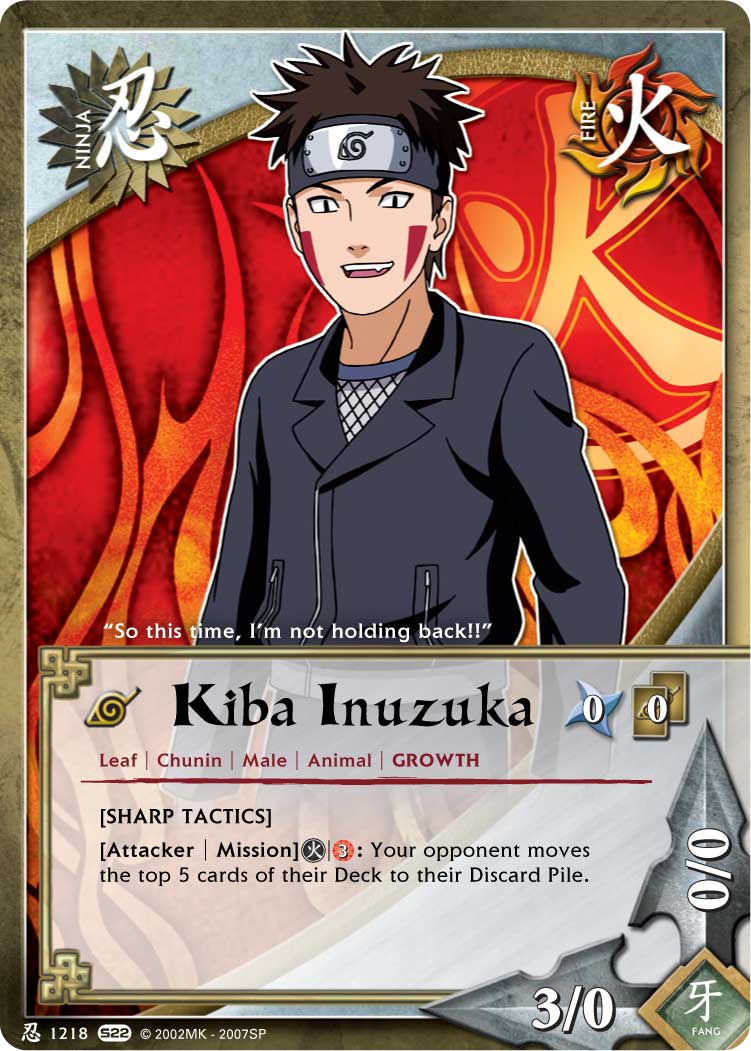 NINJA 忍
FIRE 火
K
"So this time, I'm not holding back!!"
Kiba Inuzuka 0 0
Leaf | Chunin | Male | Animal | GROWTH
[SHARP TACTICS]
[Attacker | Mission]火|3: Your opponent moves
the top 5 cards of their Deck to their Discard Pile.
0/0
3/0
牙
FANG
忍 1218 S22 © 2002MK - 2007SP